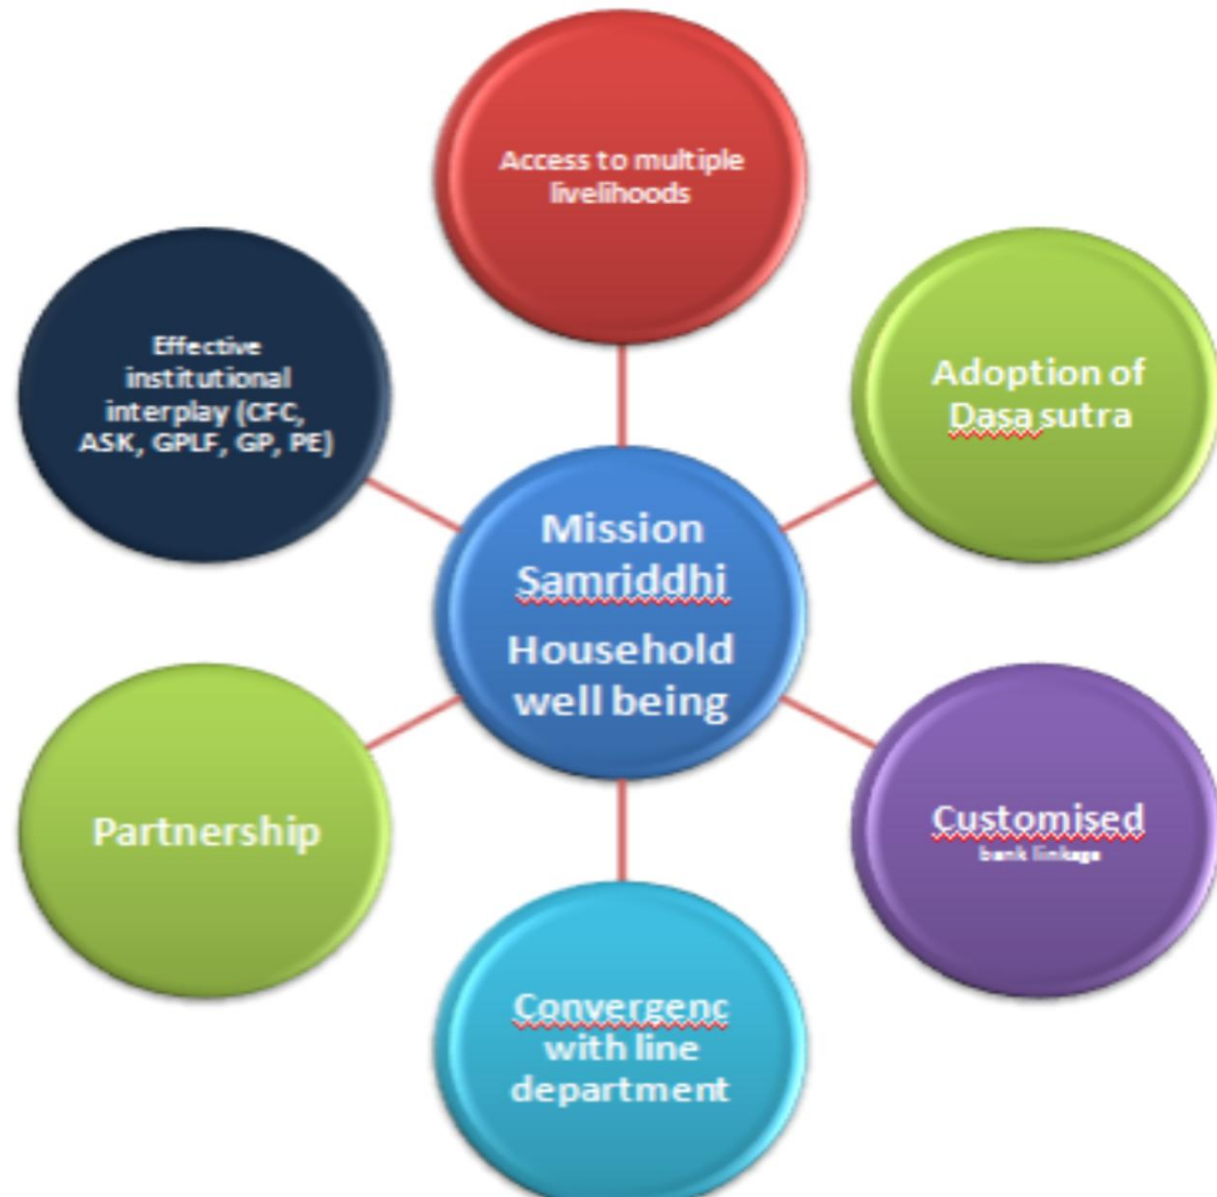 Access to multiple
livelihoods
Adoption of
Dasa sutra
Customised
bank linkage
Convergenc
with line
department
Partnership
Effective
institutional
interplay (CFC,
ASK, GPLF, GP, PE)
Mission
Samriddhi
Household
well being